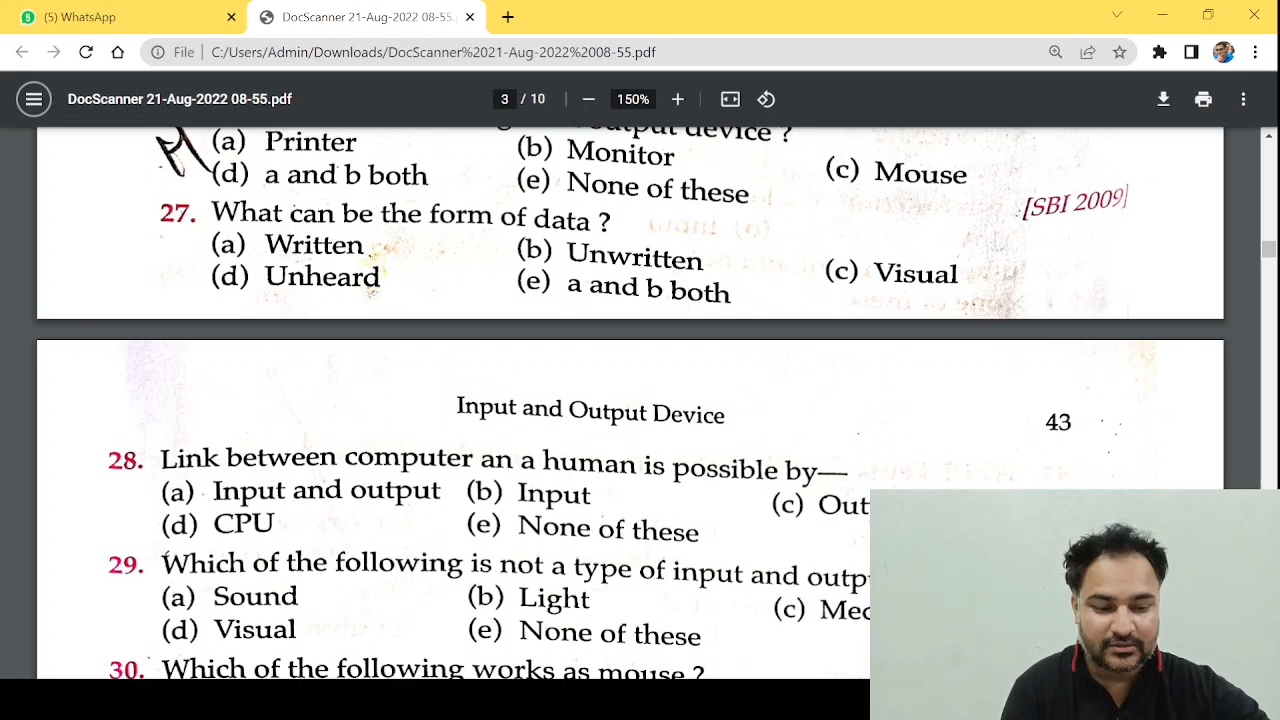 (5) WhatsApp
DocScanner 21-Aug-2022 08-55.
File C:/Users/Admin/Downloads/DocScanner%2021-Aug-2022%2008-55.pdf
DocScanner 21-Aug-2022 08-55.pdf
3 / 10
150%
output device ?
(a) Printer (b) Monitor (c) Mouse
(d) a and b both (e) None of these
[SBI 2009]
27. What can be the form of data ?
(a) Written (b) Unwritten (c) Visual
(d) Unheard (e) a and b both
Input and Output Device 43
28. Link between computer an a human is possible by—
(a) Input and output (b) Input (c) Out
(d) CPU (e) None of these
29. Which of the following is not a type of input and outp
(a) Sound (b) Light (c) Mec
(d) Visual (e) None of these
30. Which of the following works as mouse ?